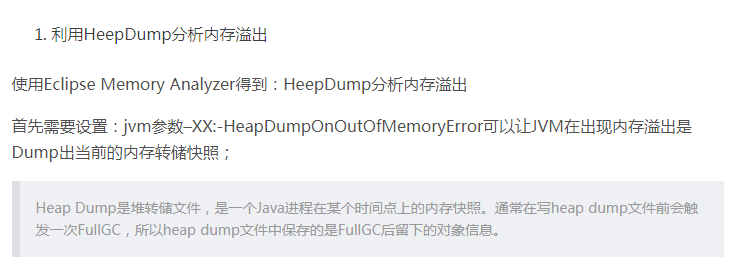 1. 利用HeepDump分析内存溢出
使用Eclipse Memory Analyzer得到：HeepDump分析内存溢出
首先需要设置：jvm参数–XX:-HeapDumpOnOutOfMemoryError可以让JVM在出现内存溢出是
Dump出当前的内存转储快照；
Heap Dump是堆转储文件，是一个Java进程在某个时间点上的内存快照。通常在写heap dump文件前会触
发一次FullGC，所以heap dump文件中保存的是FullGC后留下的对象信息。